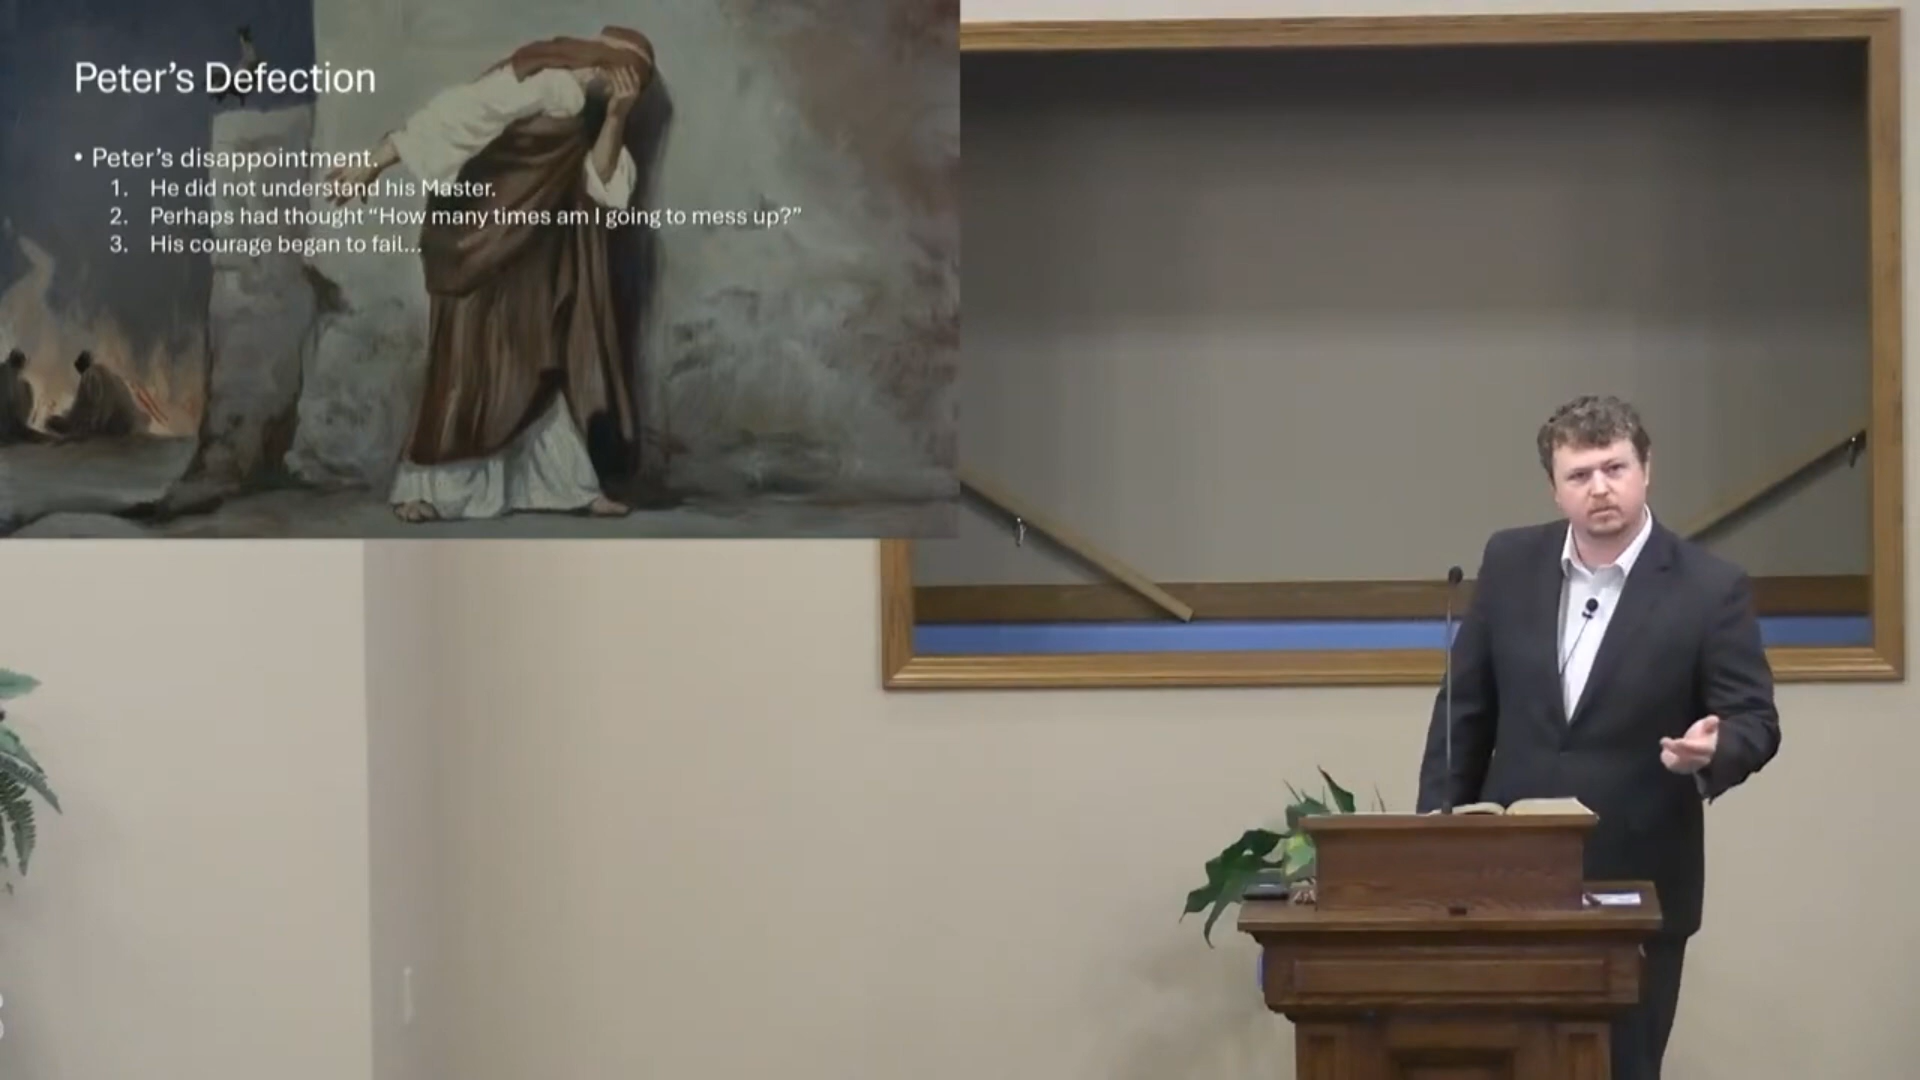 Peter’s Defection
• Peter’s disappointment.
1. He did not understand his Master.
2. Perhaps had thought “How many times am I going to mess up?”
3. His courage began to fail...